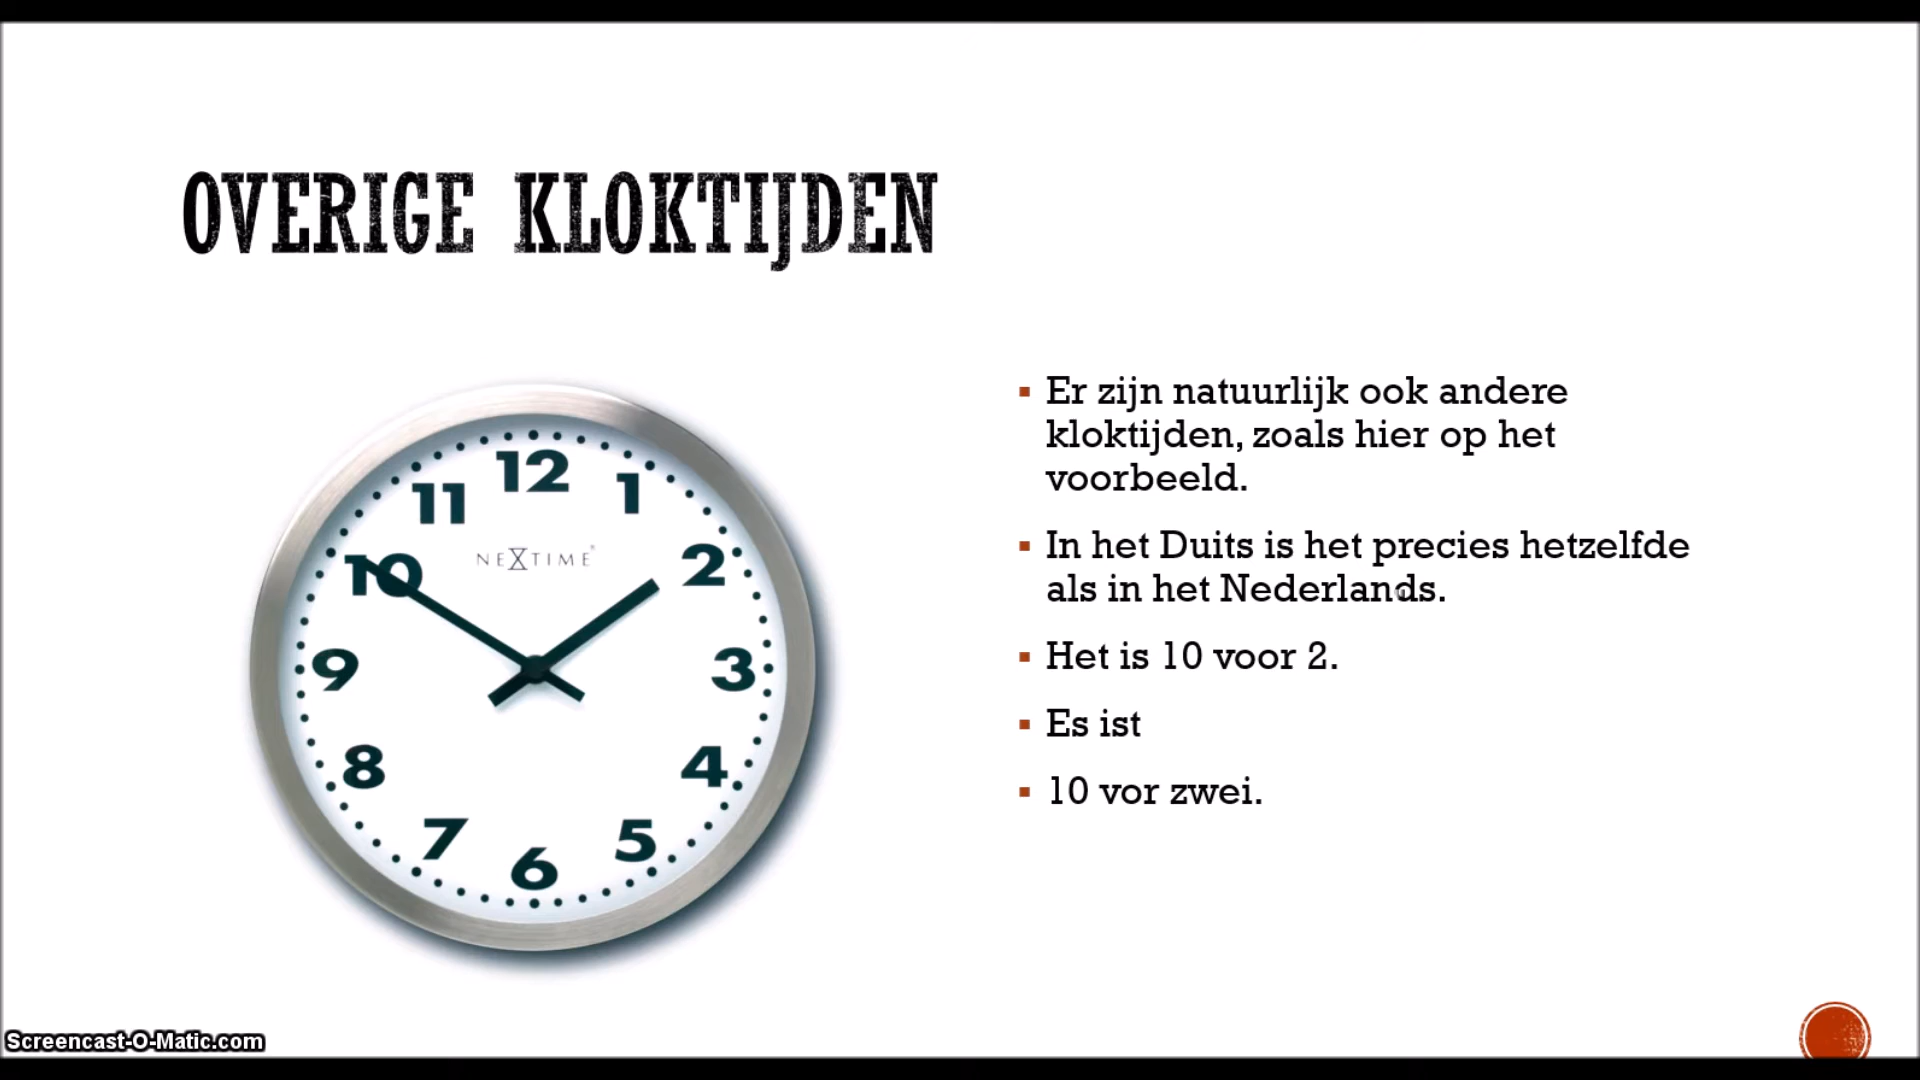 OVERIGE KLOKTIJDEN
12
11
1
NEXTIME®
10
2
9
3
8
4
7
5
6
Er zijn natuurlijk ook andere
kloktijden, zoals hier op het
voorbeeld.
In het Duits is het precies hetzelfde
als in het Nederlands.
Het is 10 voor 2.
Es ist
10 vor zwei.
Screencast-O-Matic.com